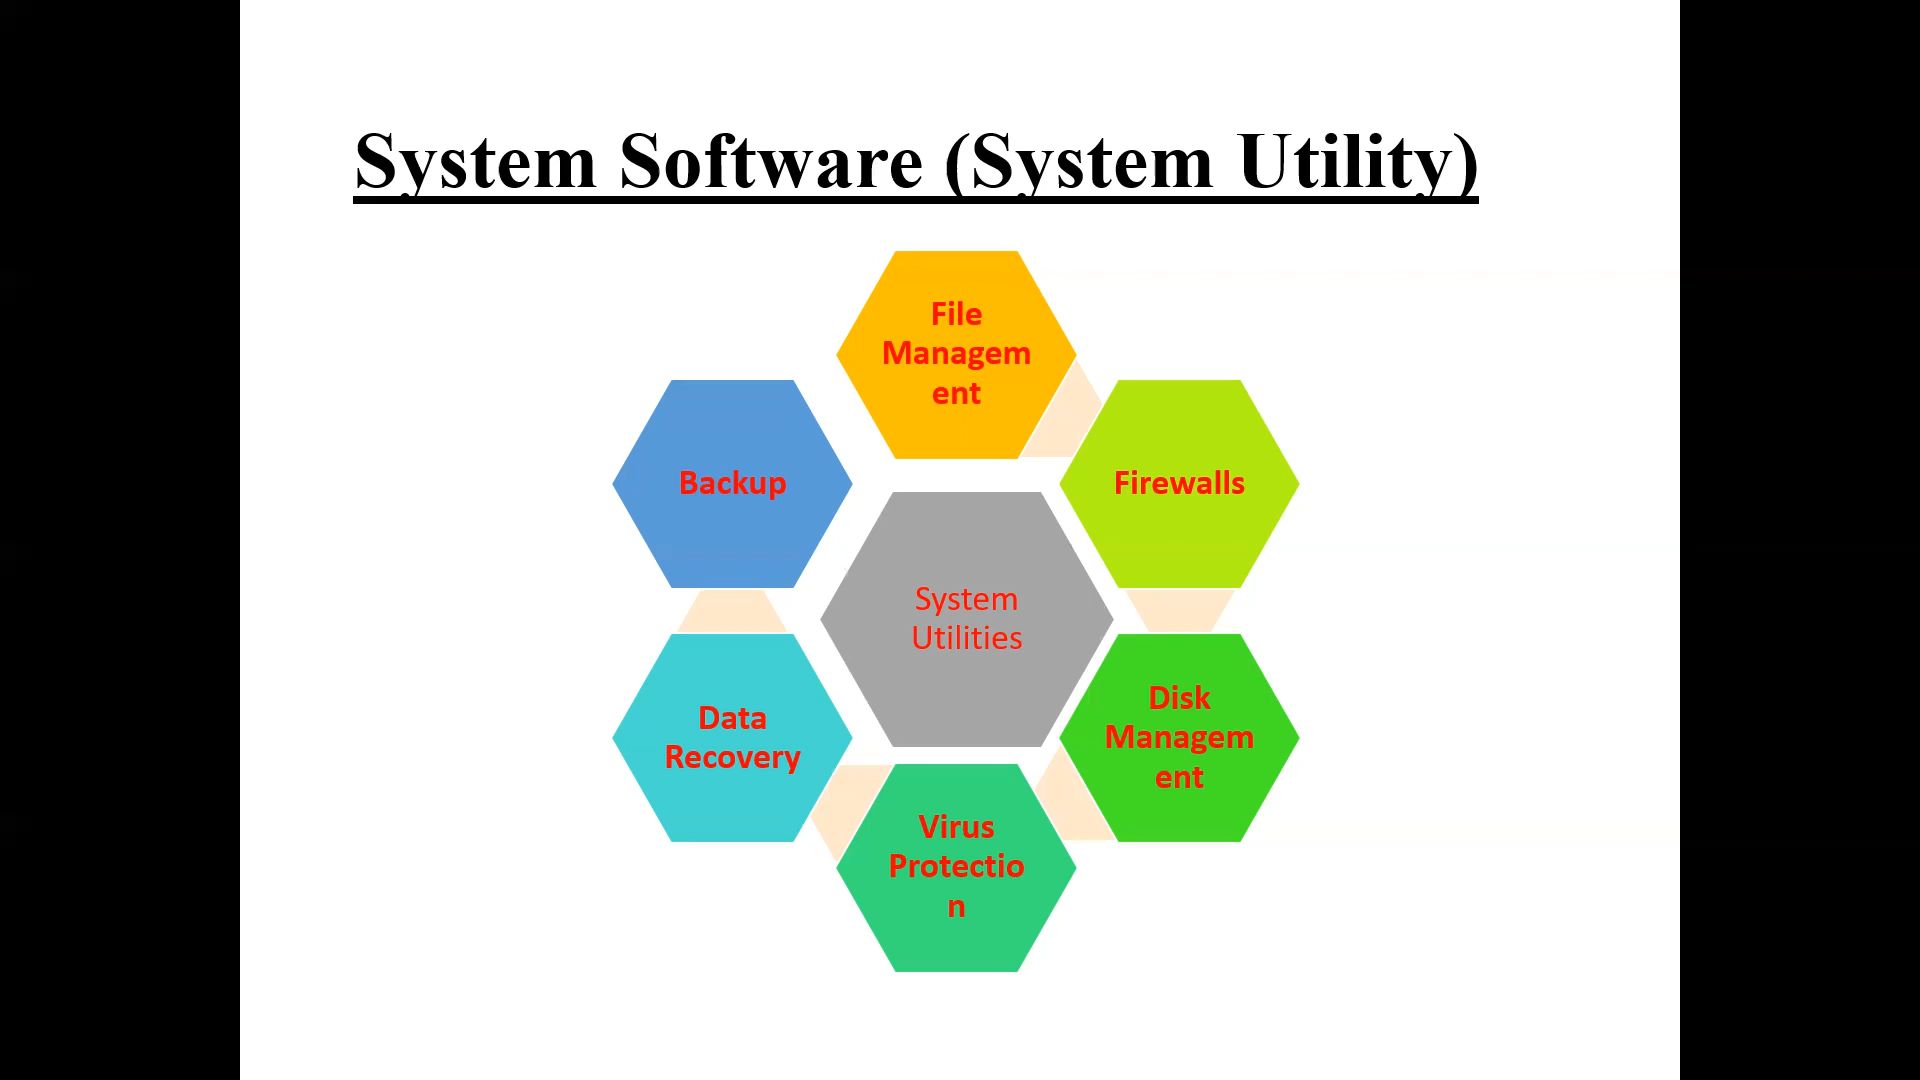 System Software (System Utility)
File
Managem
ent
Backup
Firewalls
System
Utilities
Data
Recovery
Disk
Managem
ent
Virus
Protectio
n